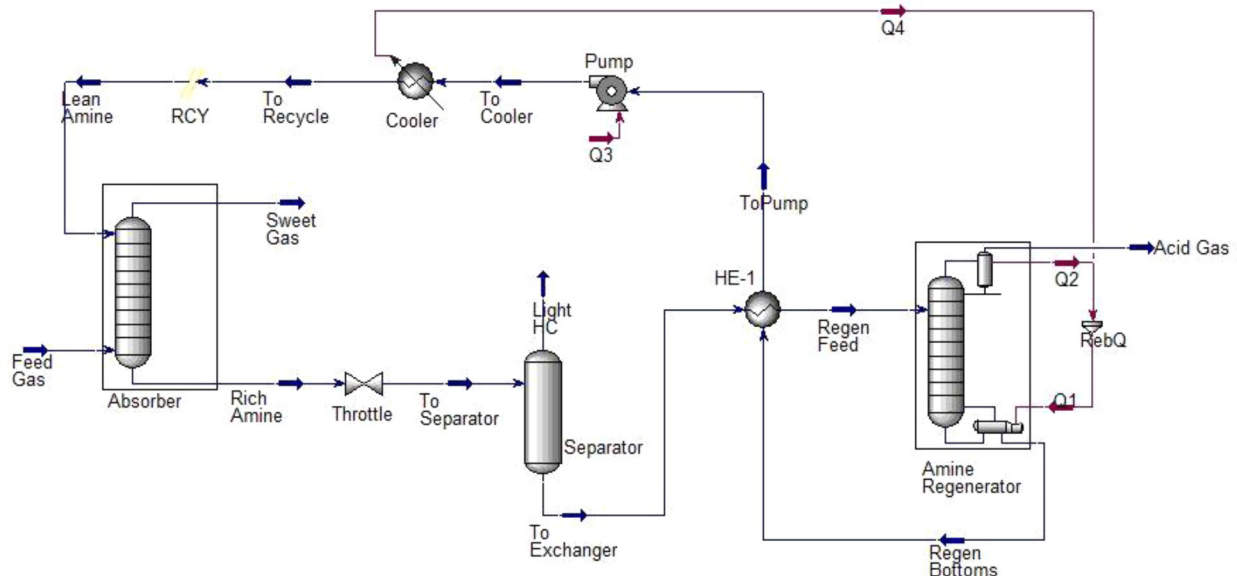 Q4
Pump
Lean
Amine
RCY
To
Recycle
Cooler
To
Cooler
Q3
ToPump
Sweet
Gas
Acid Gas
HE-1
Q2
Light
HC
Regen
Feed
RebQ
Feed
Gas
Absorber
Rich
Amine
Throttle
To
Separator
Q1
Separator
Amine
Regenerator
To
Exchanger
Regen
Bottoms